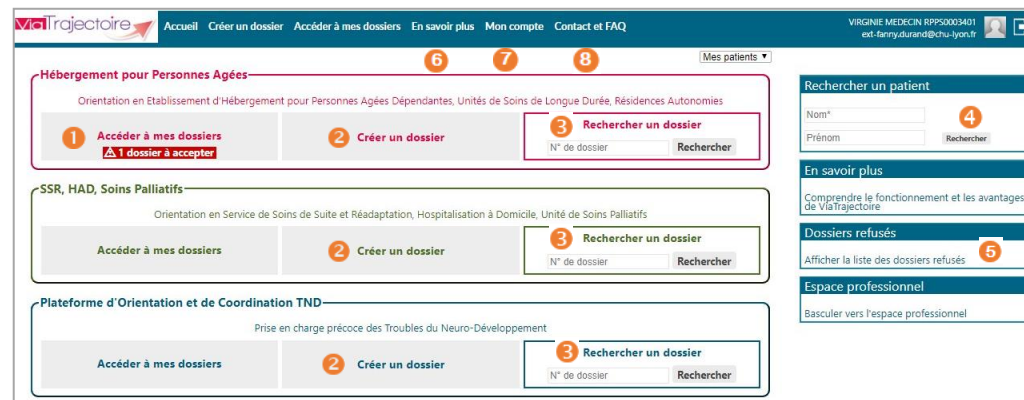 ViaTrajectoire
Accueil Créer un dossier Accéder à mes dossiers En savoir plus Mon compte Contact et FAQ
VIRGINIE MEDECIN RPPS0003401
ext-fanny.durand@chu-lyon.fr
6 7 8
Mes patients ▼
Hébergement pour Personnes Agées
Orientation en Etablissement d'Hébergement pour Personnes Agées Dépendantes, Unités de Soins de Longue Durée, Résidences Autonomies
1 Accéder à mes dossiers
1 dossier à accepter
2 Créer un dossier
3 Rechercher un dossier
N° de dossier Rechercher
SSR, HAD, Soins Palliatifs
Orientation en Service de Soins de Suite et Réadaptation, Hospitalisation à Domicile, Unité de Soins Palliatifs
Accéder à mes dossiers
2 Créer un dossier
3 Rechercher un dossier
N° de dossier Rechercher
Plateforme d'Orientation et de Coordination TND
Prise en charge précoce des Troubles du Neuro-Développement
Accéder à mes dossiers
2 Créer un dossier
3 Rechercher un dossier
N° de dossier Rechercher
Rechercher un patient
Nom*
4
Prénom Rechercher
En savoir plus
Comprendre le fonctionnement et les avantages
de ViaTrajectoire
Dossiers refusés
Afficher la liste des dossiers refusés 5
Espace professionnel
Basculer vers l'espace professionnel